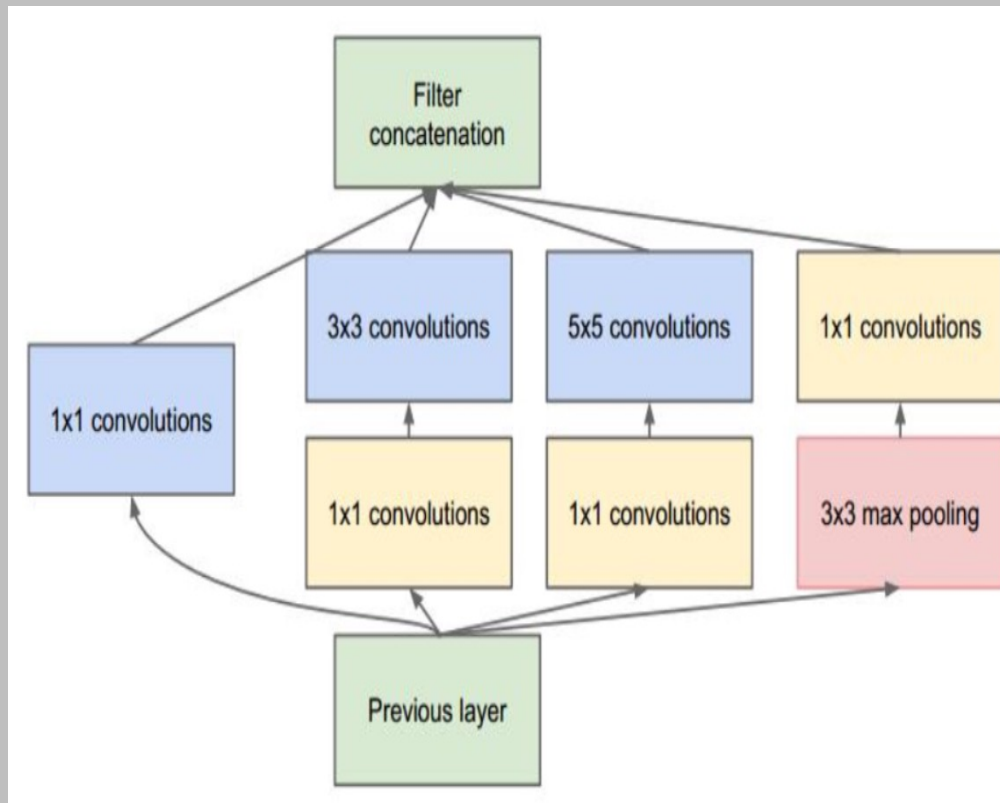 Filter
concatenation
3x3 convolutions
5x5 convolutions
1x1 convolutions
1x1 convolutions
1x1 convolutions
1x1 convolutions
3x3 max pooling
Previous layer